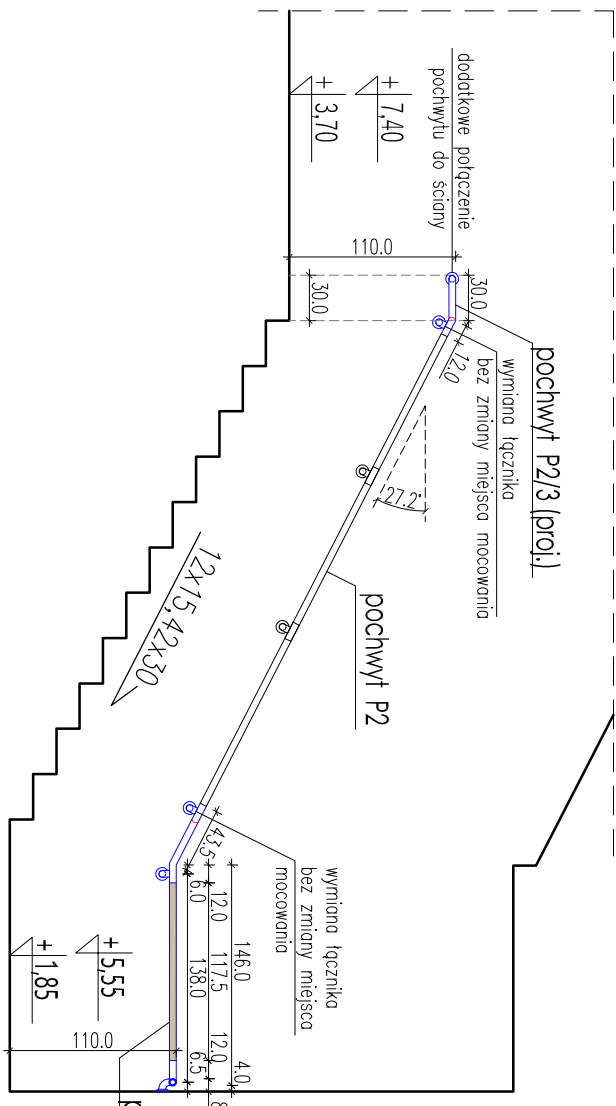 dodatkowe połączenie
pochwytu do ściany
+ 7,40
+ 3,70
110.0
30.0
30.0
12.0
pochwyt P2/3 (proj.)
wymiana łącznika
bez zmiany miejsca mocowania
27.2°
pochwyt P2
12x15,42x30
wymiana łącznika
bez zmiany miejsca
mocowania
43.5
146.0
12.0 117.5 12.0 4.0
6.0 138.0 6.5
+ 5,55
+ 1,85
110.0